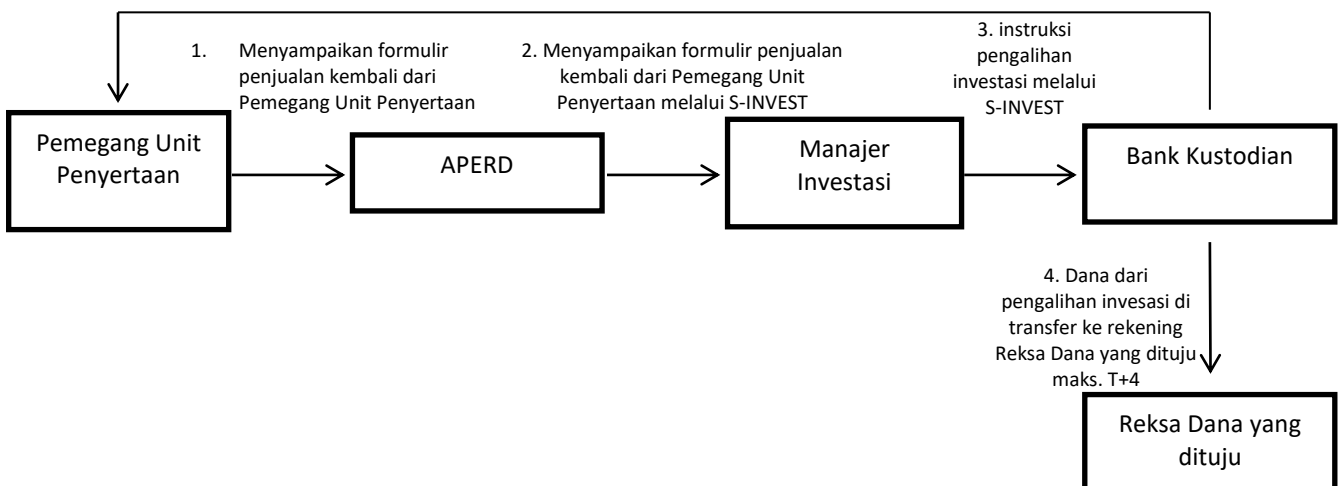 1. Menyampaikan formulir
penjualan kembali dari
Pemegang Unit Penyertaan
2. Menyampaikan formulir penjualan
kembali dari Pemegang Unit
Penyertaan melalui S-INVEST
3. instruksi
pengalihan
investasi melalui
S-INVEST
Pemegang Unit
Penyertaan
APERD
Manajer
Investasi
Bank Kustodian
4. Dana dari
pengalihan invesasi di
transfer ke rekening
Reksa Dana yang dituju
maks. T+4
Reksa Dana yang
dituju